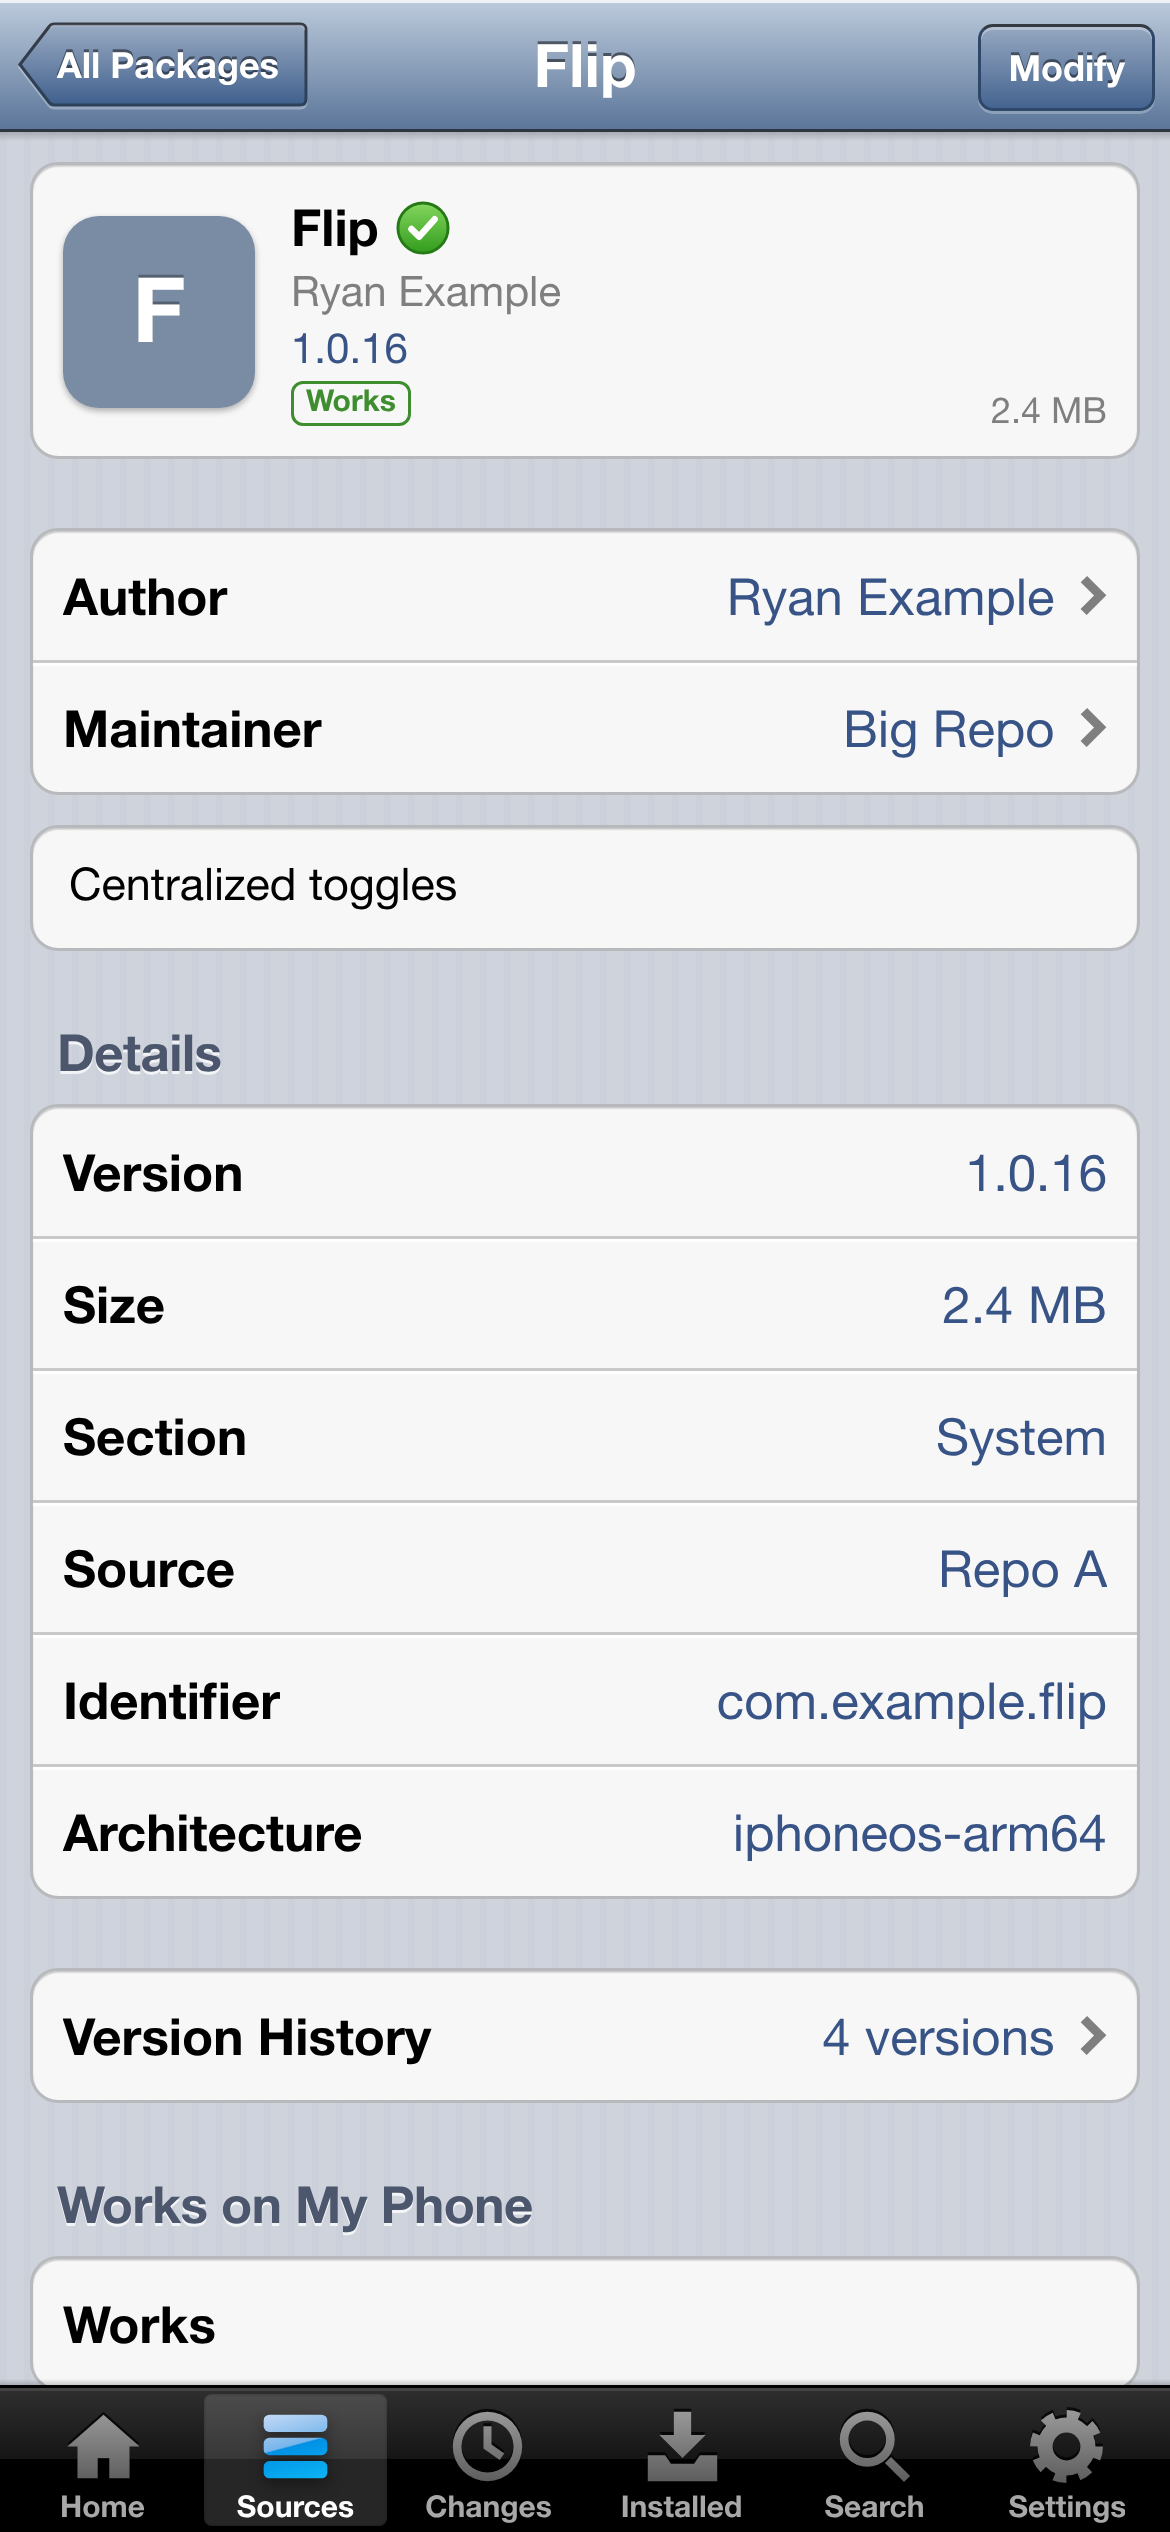 All Packages
Flip
Modify
F
Flip
Ryan Example
1.0.16
Works
2.4 MB
Author
Ryan Example
Maintainer
Big Repo
Centralized toggles
Details
Version
1.0.16
Size
2.4 MB
Section
System
Source
Repo A
Identifier
com.example.flip
Architecture
iphoneos-arm64
Version History
4 versions
Works on My Phone
Works
Home
Sources
Changes
Installed
Search
Settings